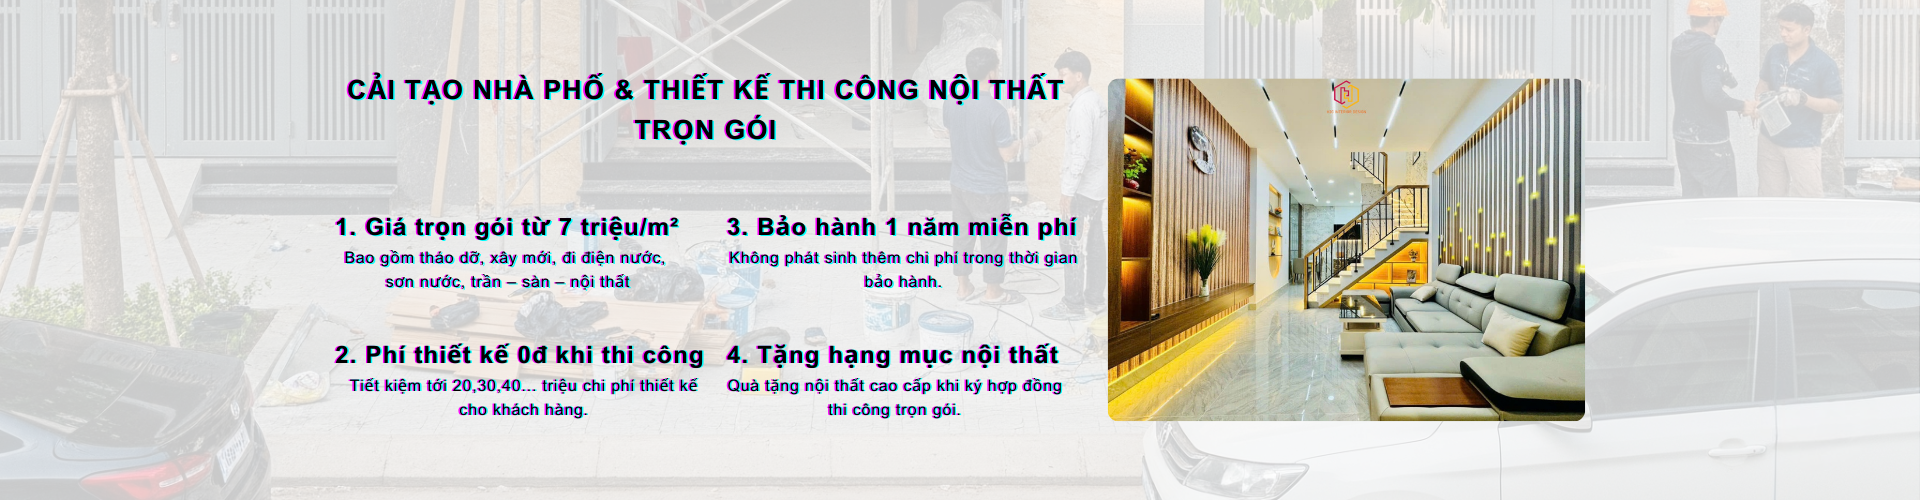 CẢI TẠO NHÀ PHỐ & THIẾT KẾ THI CÔNG NỘI THẤT
TRỌN GÓI
1. Giá trọn gói từ 7 triệu/m²
Bao gồm tháo dỡ, xây mới, đi điện nước,
sơn nước, trần – sàn – nội thất
2. Phí thiết kế 0đ khi thi công
Tiết kiệm tới 20,30,40... triệu chi phí thiết kế
cho khách hàng.
3. Bảo hành 1 năm miễn phí
Không phát sinh thêm chi phí trong thời gian
bảo hành.
4. Tặng hạng mục nội thất
Quà tặng nội thất cao cấp khi ký hợp đồng
thi công trọn gói.